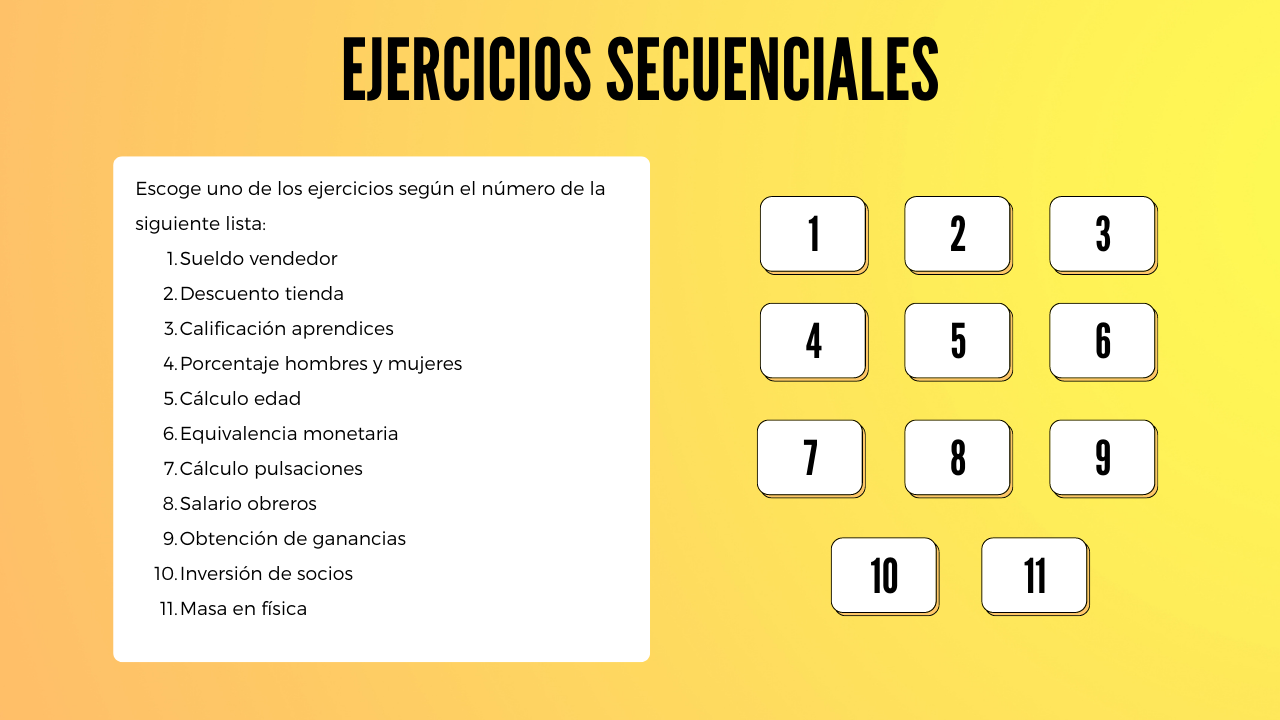 EJERCICIOS SECUENCIALES
Escoge uno de los ejercicios según el número de la
siguiente lista:
1. Sueldo vendedor
2. Descuento tienda
3. Calificación aprendices
4. Porcentaje hombres y mujeres
5. Cálculo edad
6. Equivalencia monetaria
7. Cálculo pulsaciones
8. Salario obreros
9. Obtención de ganancias
10. Inversión de socios
11. Masa en física
1 2 3
4 5 6
7 8 9
10 11